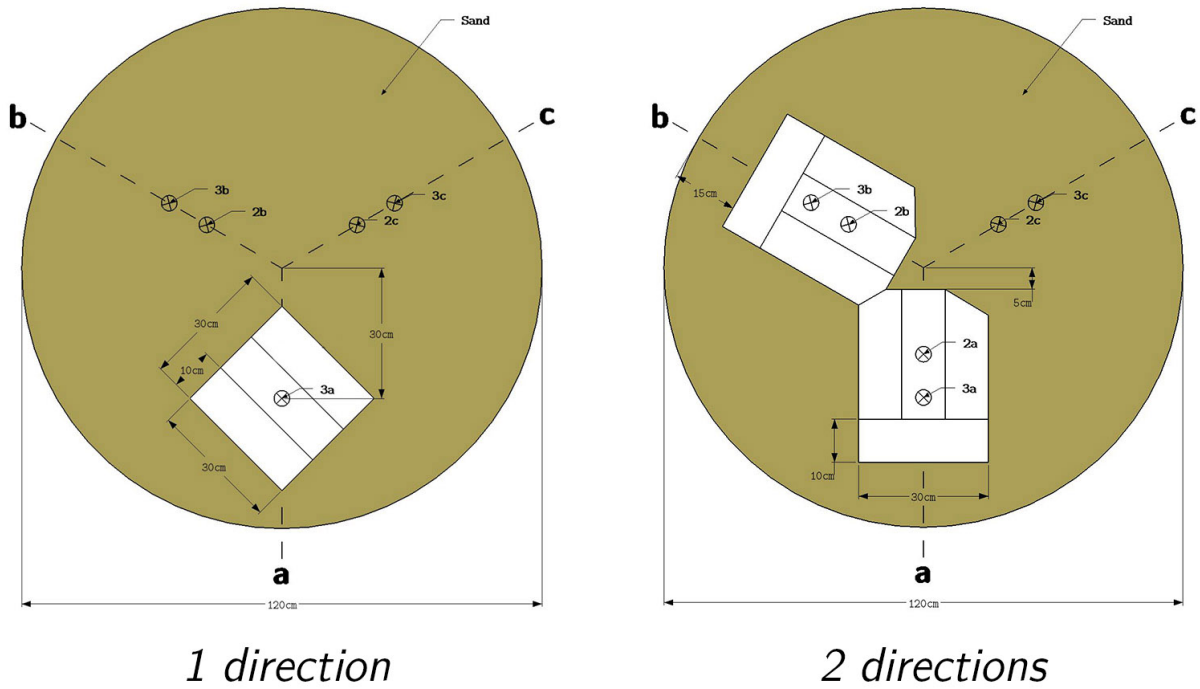 Sand
b
c
3b
2b
3c
2c
30cm
10cm
30cm
3a
30cm
a
120cm
1 direction
Sand
b
c
15cm
3b
2b
3c
2c
5cm
2a
3a
10cm
30cm
a
120cm
2 directions